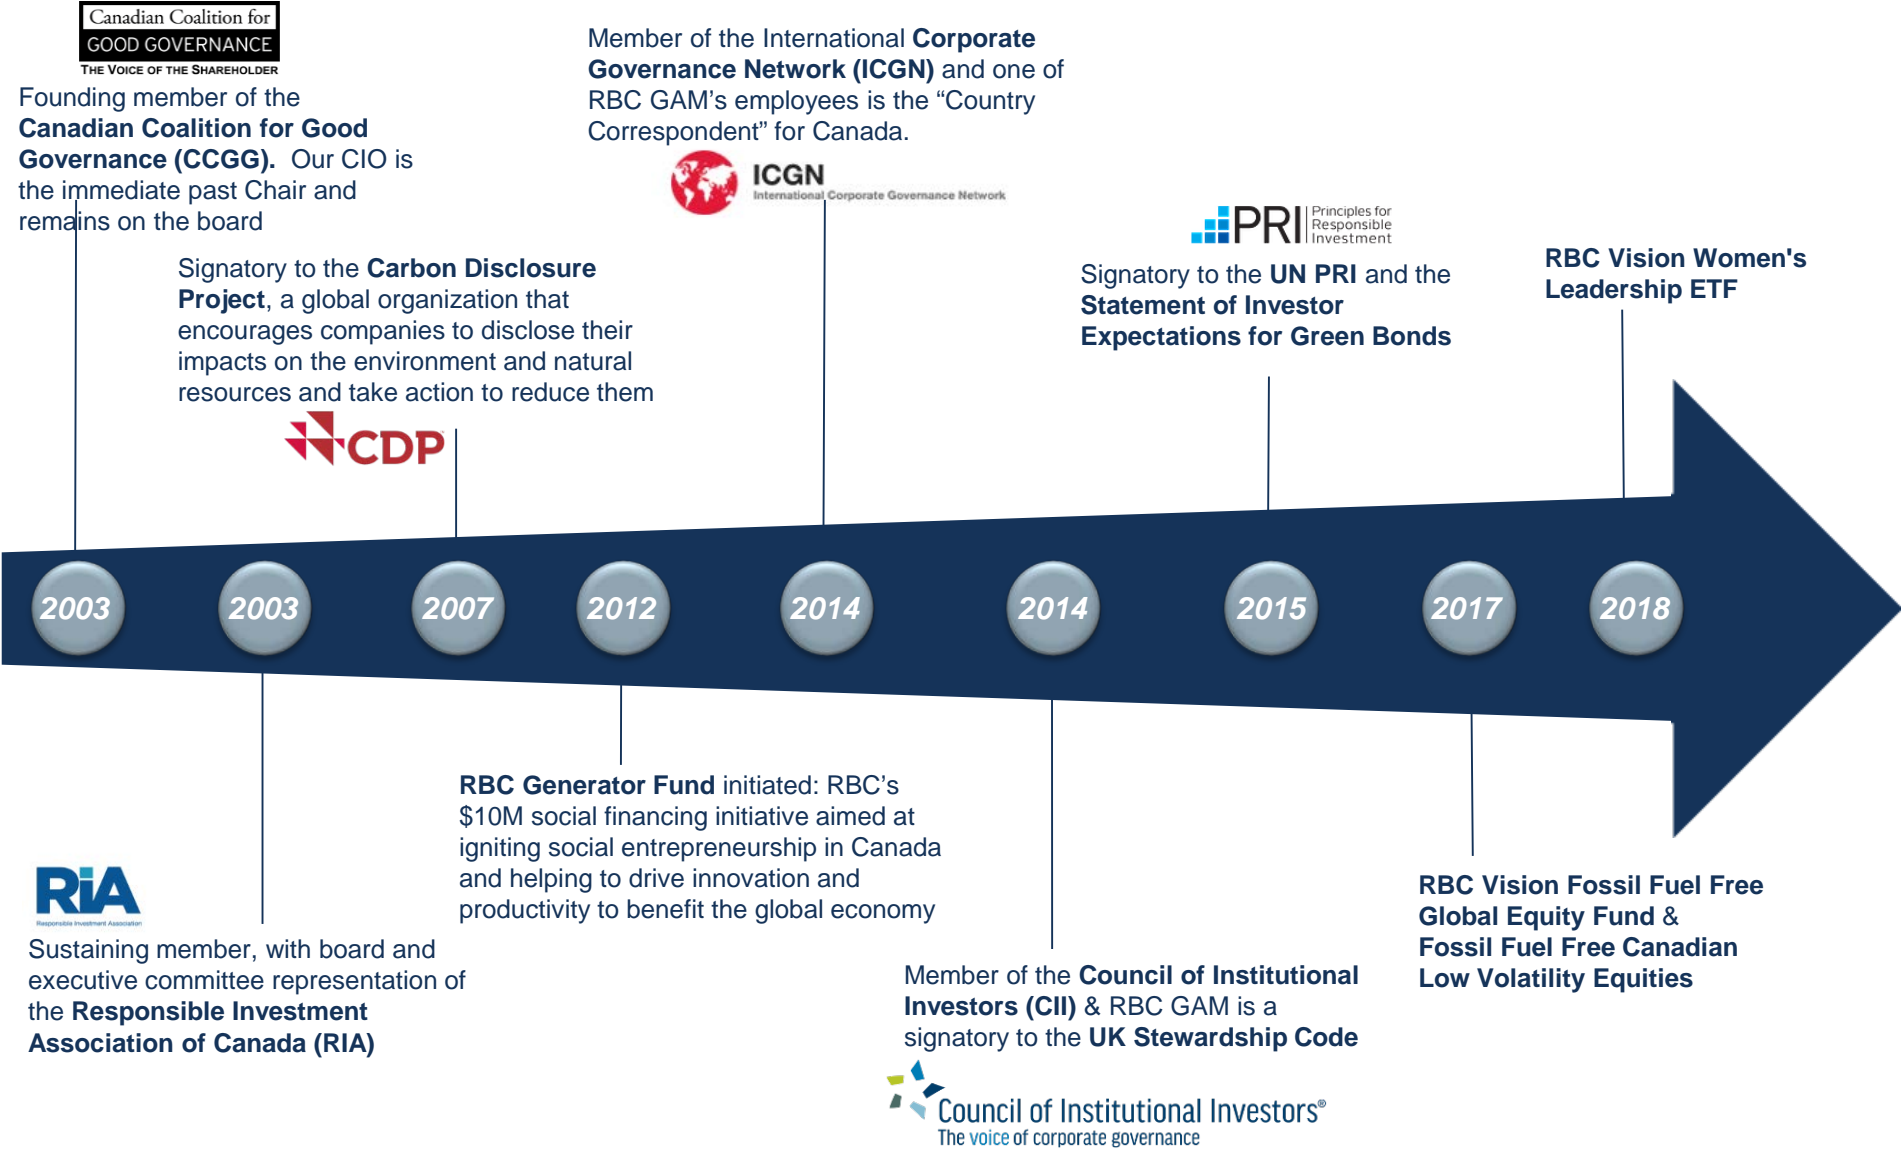 Canadian Coalition for
GOOD GOVERNANCE
THE VOICE OF THE SHAREHOLDER
Founding member of the
Canadian Coalition for Good
Governance (CCGG).  Our CIO is
the immediate past Chair and
remains on the board
Member of the International Corporate
Governance Network (ICGN) and one of
RBC GAM’s employees is the “Country
Correspondent” for Canada.
ICGN
International Corporate Governance Network
Signatory to the Carbon Disclosure
Project, a global organization that
encourages companies to disclose their
impacts on the environment and natural
resources and take action to reduce them
CDP
PRI
Principles for
Responsible
Investment
Signatory to the UN PRI and the
Statement of Investor
Expectations for Green Bonds
RBC Vision Women's
Leadership ETF
2003
2003
2007
2012
2014
2014
2015
2017
2018
RiA
Responsible Investment Association
Sustaining member, with board and
executive committee representation of
the Responsible Investment
Association of Canada (RIA)
RBC Generator Fund initiated: RBC’s
$10M social financing initiative aimed at
igniting social entrepreneurship in Canada
and helping to drive innovation and
productivity to benefit the global economy
Member of the Council of Institutional
Investors (CII) & RBC GAM is a
signatory to the UK Stewardship Code
Council of Institutional Investors®
The voice of corporate governance
RBC Vision Fossil Fuel Free
Global Equity Fund &
Fossil Fuel Free Canadian
Low Volatility Equities